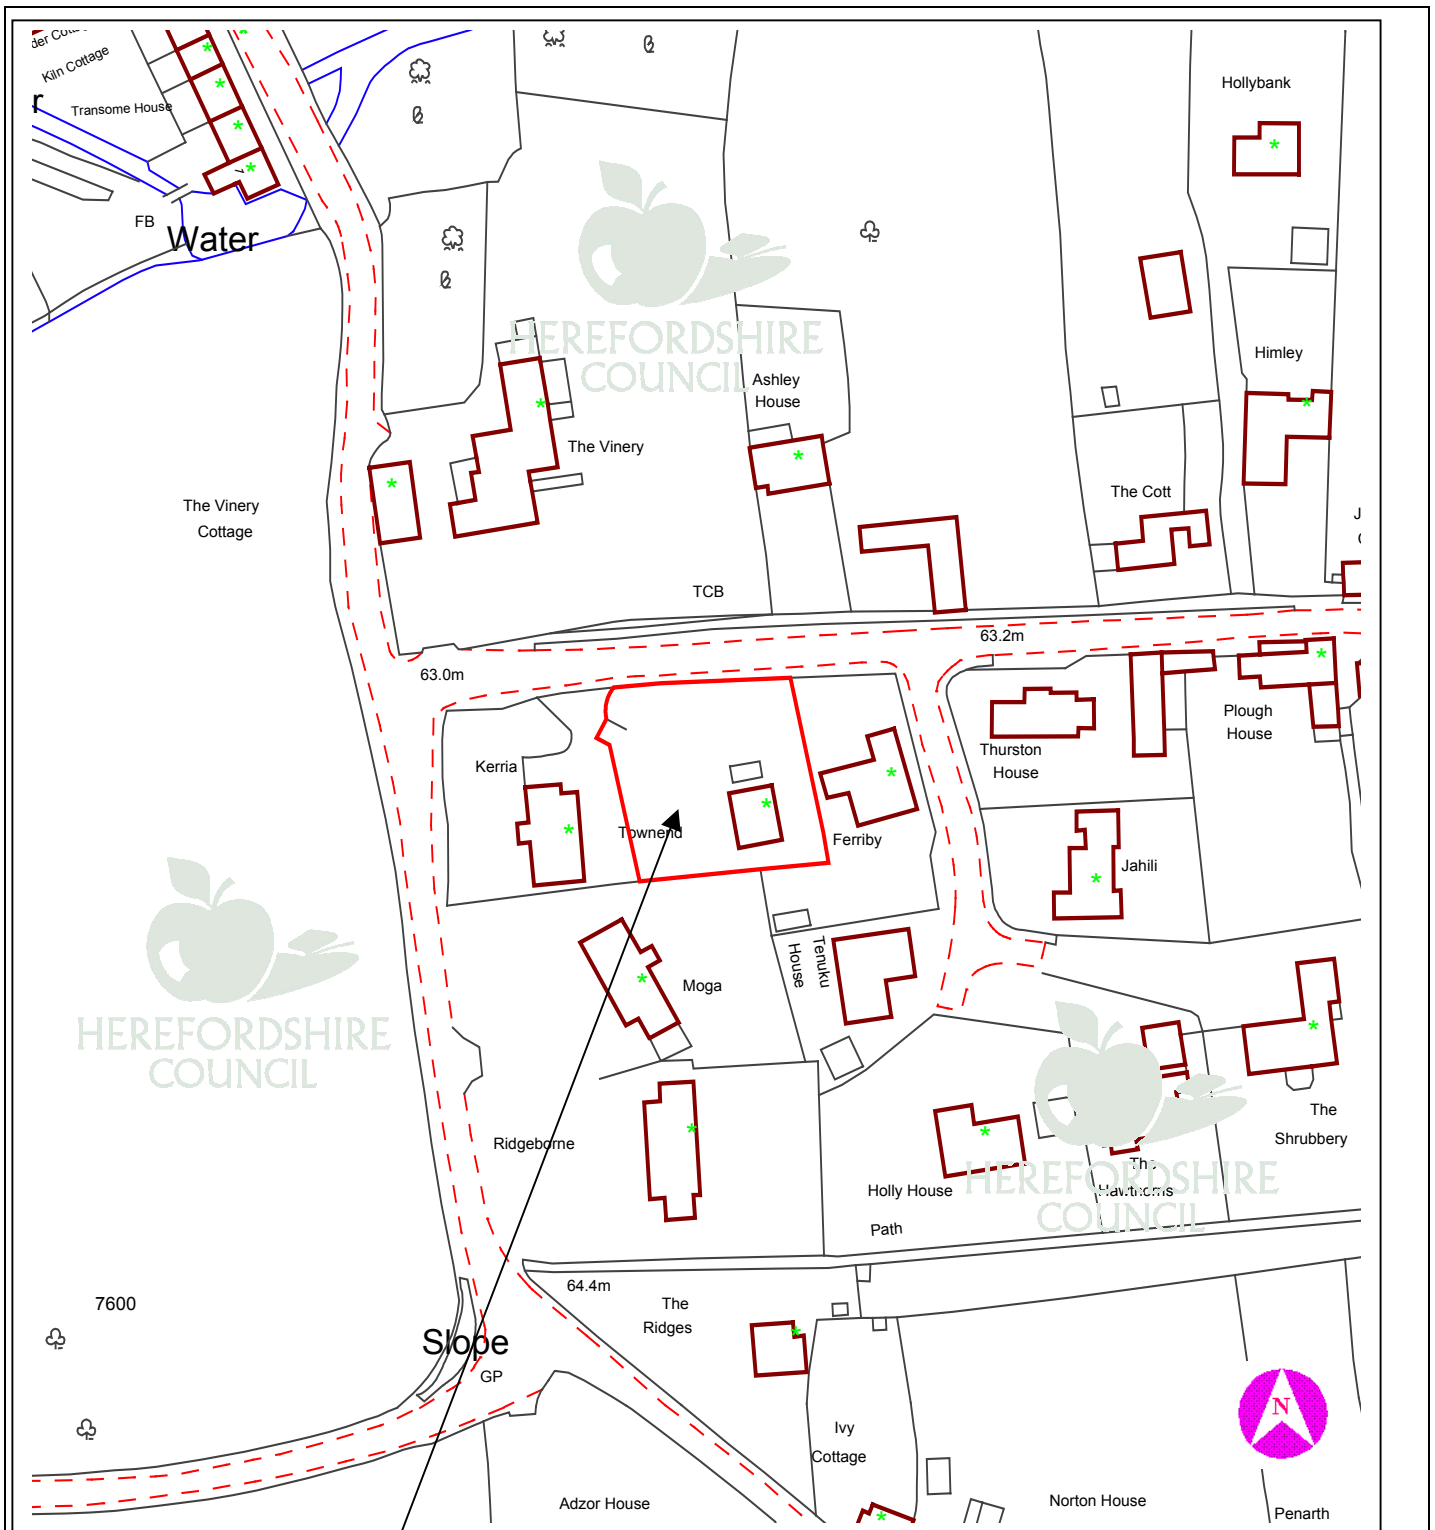 Kiln Cottage
Transome House
Hollybank
FB
Water
HEREFORDSHIRE
COUNCIL
Himley
Ashley
House
The Vinery
The Vinery
Cottage
The Cott
TCB
63.2m
63.0m
Plough
House
Thurston
House
Kerria
Townend
Ferriby
Jahili
HEREFORDSHIRE
COUNCIL
Tenuku
House
Moga
The
Shrubbery
Ridgeborne
The
Hawthorns
HEREFORDSHIRE
COUNCIL
Holly House
Path
64.4m
The
Ridges
7600
Slope
GP
N
Ivy
Cottage
Adzor House
Norton House
Penarth